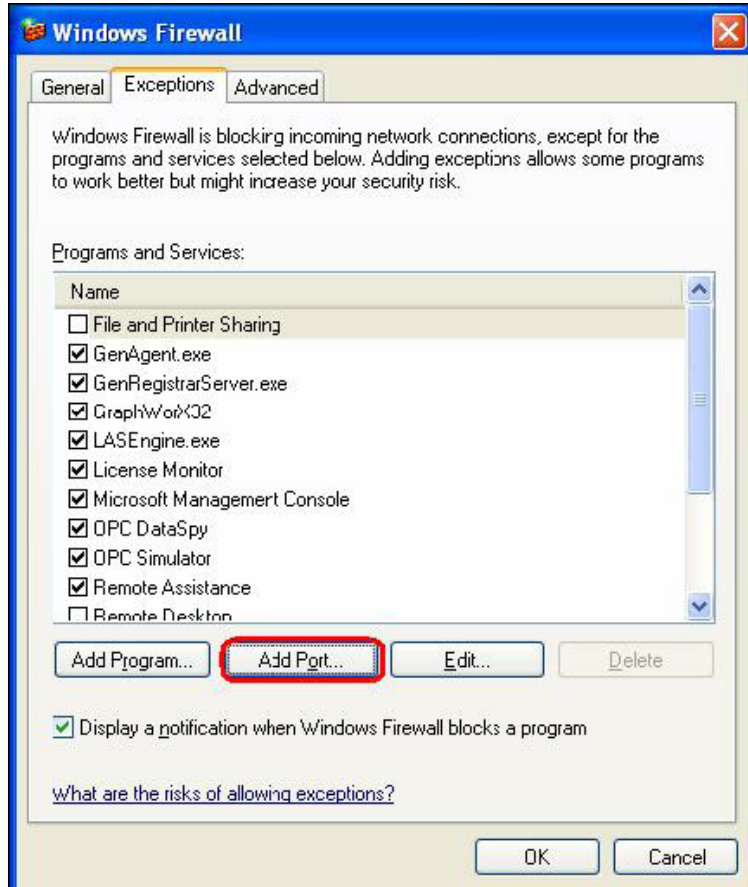 Windows Firewall
General Exceptions Advanced
Windows Firewall is blocking incoming network connections, except for the
programs and services selected below. Adding exceptions allows some programs
to work better but might increase your security risk.
Programs and Services:
Name
File and Printer Sharing
GenAgent.exe
GenRegistrarServer.exe
GraphWorX32
LASEngine.exe
License Monitor
Microsoft Management Console
OPC DataSpy
OPC Simulator
Remote Assistance
Remote Desktop
Add Program... Add Port... Edit... Delete
Display a notification when Windows Firewall blocks a program
What are the risks of allowing exceptions?
OK Cancel